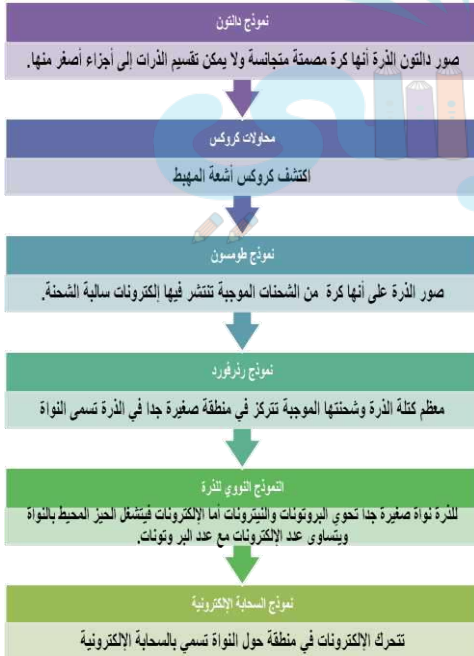 نموذج دالتون
صور دالتون الذرة أنها كرة مصمتة متجانسة ولا يمكن تقسيم الذرات إلى أجزاء أصغر منها.
محاولات كروكس
اكتشف كروكس أشعة المهبط
نموذج طومسون
صور الذرة على أنها كرة من الشحنات الموجبة تنتشر فيها إلكترونات سالبة الشحنة.
نموذج رذرفورد
معظم كتلة الذرة وشحنتها الموجبة تتركز في منطقة صغيرة جدا في الذرة تسمى النواة
النموذج النووي للذرة
للذرة نواة صغيرة جدا تحوي البروتونات والنيترونات أما الإلكترونات فيتشغل الحيز المحيط بالنواة
ويتساوى عدد الإلكترونات مع عدد البر وتونات.
نموذج السحابة الإلكترونية
تتحرك الإلكترونات في منطقة حول النواة تسمي بالسحابة الإلكترونية